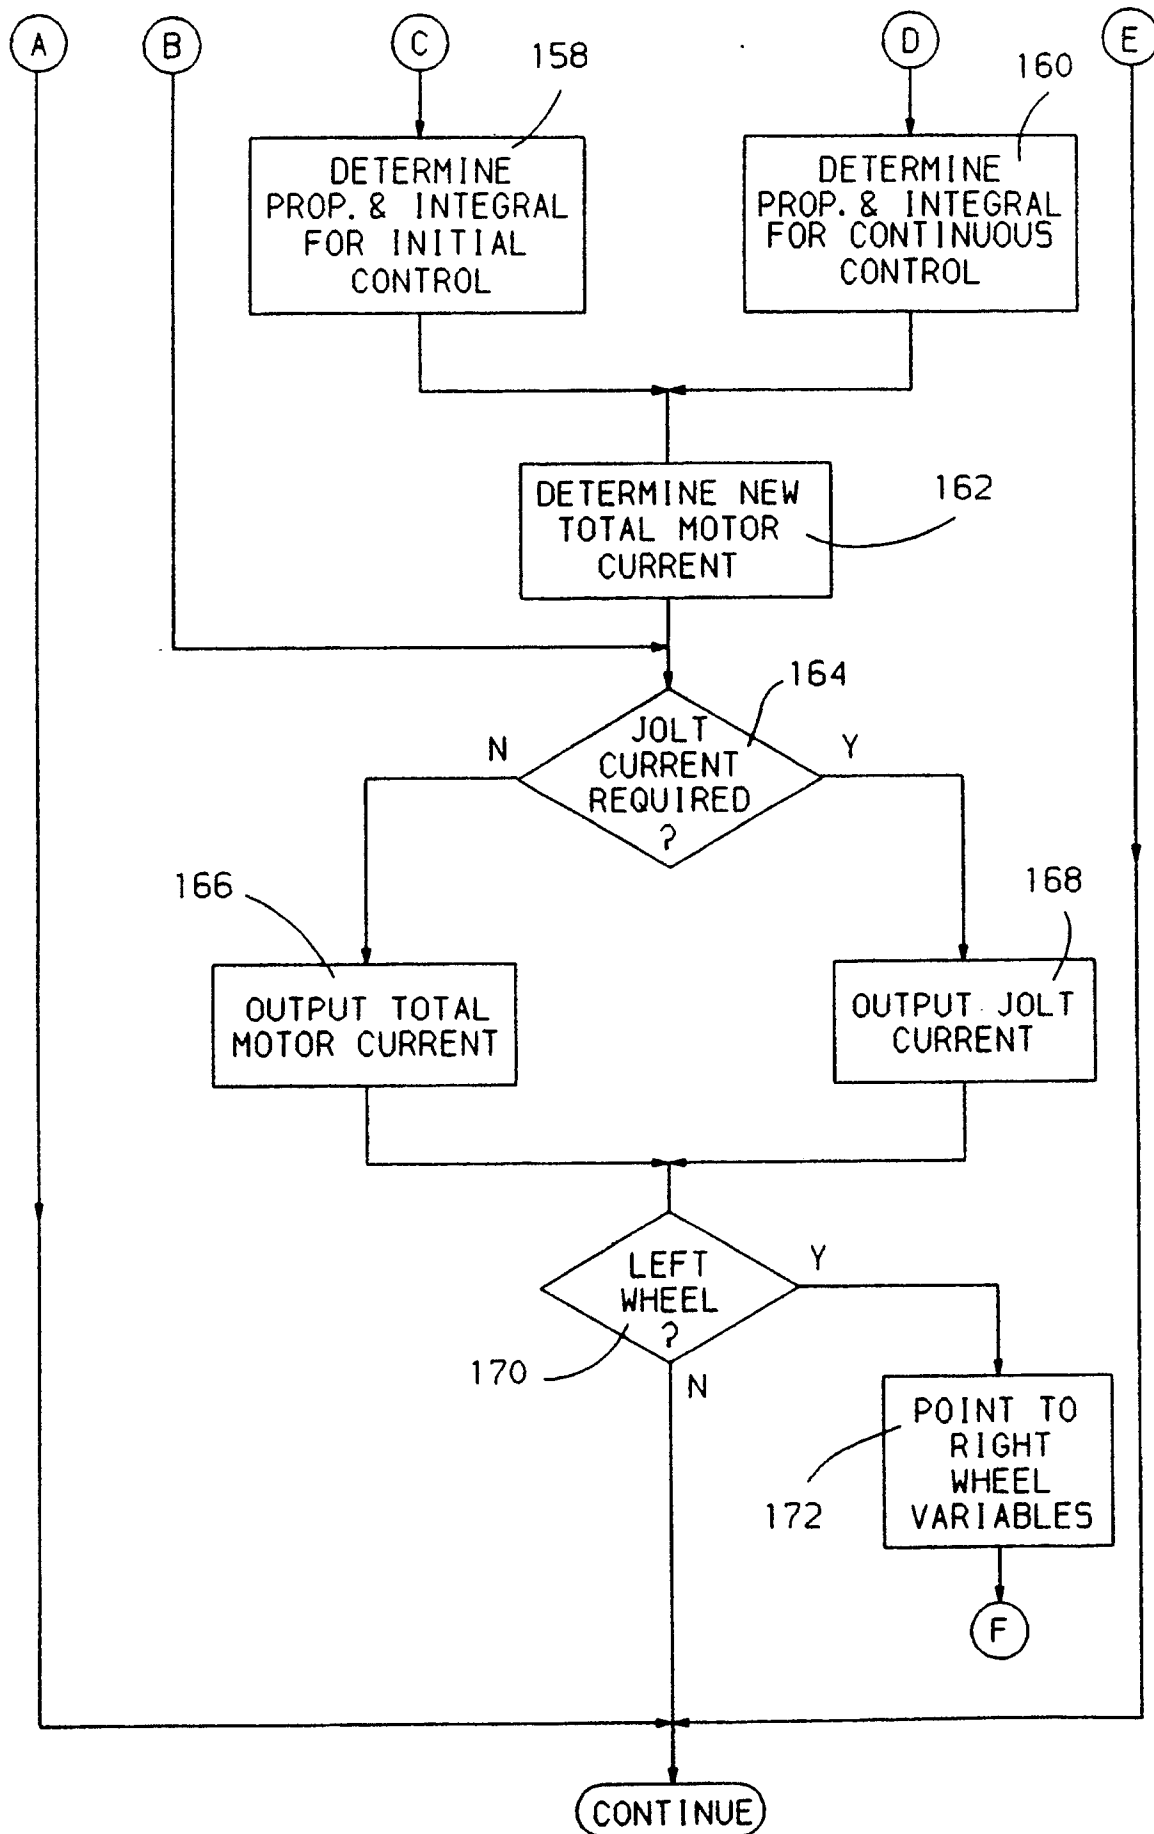 A
B
C
D
E
158
160
DETERMINE
PROP. & INTEGRAL
FOR INITIAL
CONTROL
DETERMINE
PROP. & INTEGRAL
FOR CONTINUOUS
CONTROL
DETERMINE NEW
TOTAL MOTOR
CURRENT
162
164
JOLT
CURRENT
REQUIRED
?
N
Y
166
168
OUTPUT TOTAL
MOTOR CURRENT
OUTPUT JOLT
CURRENT
LEFT
WHEEL
?
Y
170
N
POINT TO
RIGHT
WHEEL
VARIABLES
172
F
CONTINUE